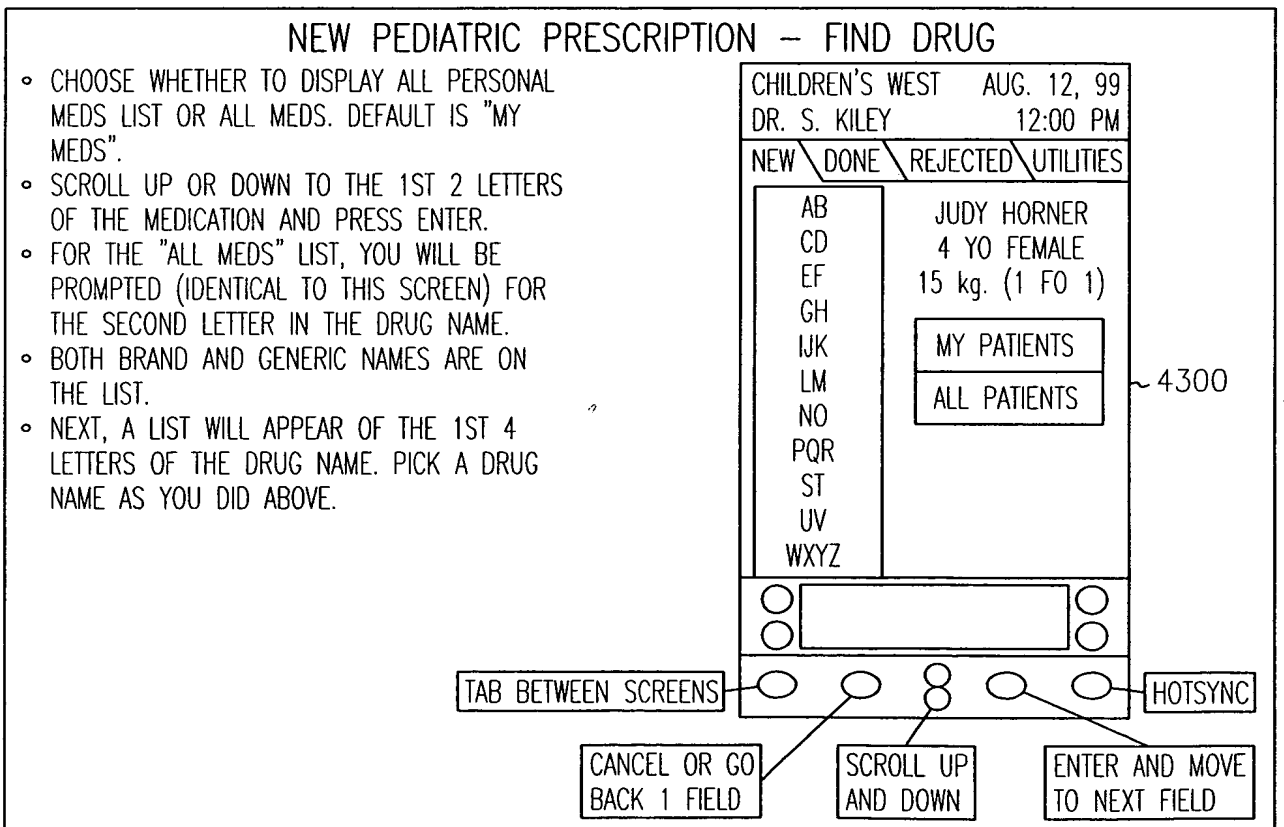 NEW PEDIATRIC PRESCRIPTION – FIND DRUG
∘ CHOOSE WHETHER TO DISPLAY ALL PERSONAL
MEDS LIST OR ALL MEDS. DEFAULT IS "MY
MEDS".
∘ SCROLL UP OR DOWN TO THE 1ST 2 LETTERS
OF THE MEDICATION AND PRESS ENTER.
∘ FOR THE "ALL MEDS" LIST, YOU WILL BE
PROMPTED (IDENTICAL TO THIS SCREEN) FOR
THE SECOND LETTER IN THE DRUG NAME.
∘ BOTH BRAND AND GENERIC NAMES ARE ON
THE LIST.
∘ NEXT, A LIST WILL APPEAR OF THE 1ST 4
LETTERS OF THE DRUG NAME. PICK A DRUG
NAME AS YOU DID ABOVE.
CHILDREN'S WEST AUG. 12, 99
DR. S. KILEY 12:00 PM
NEW DONE REJECTED UTILITIES
AB
CD
EF
GH
IJK
LM
NO
PQR
ST
UV
WXYZ
JUDY HORNER
4 YO FEMALE
15 kg. (1 FO 1)
MY PATIENTS
ALL PATIENTS
4300
TAB BETWEEN SCREENS
HOTSYNC
CANCEL OR GO
BACK 1 FIELD
SCROLL UP
AND DOWN
ENTER AND MOVE
TO NEXT FIELD